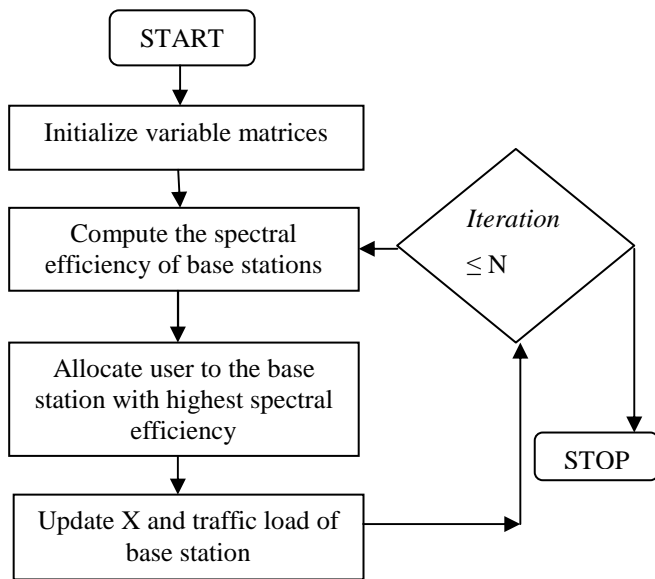 START
Initialize variable matrices
Compute the spectral
efficiency of base stations
Iteration
≤ N
Allocate user to the base
station with highest spectral
efficiency
STOP
Update X and traffic load of
base station